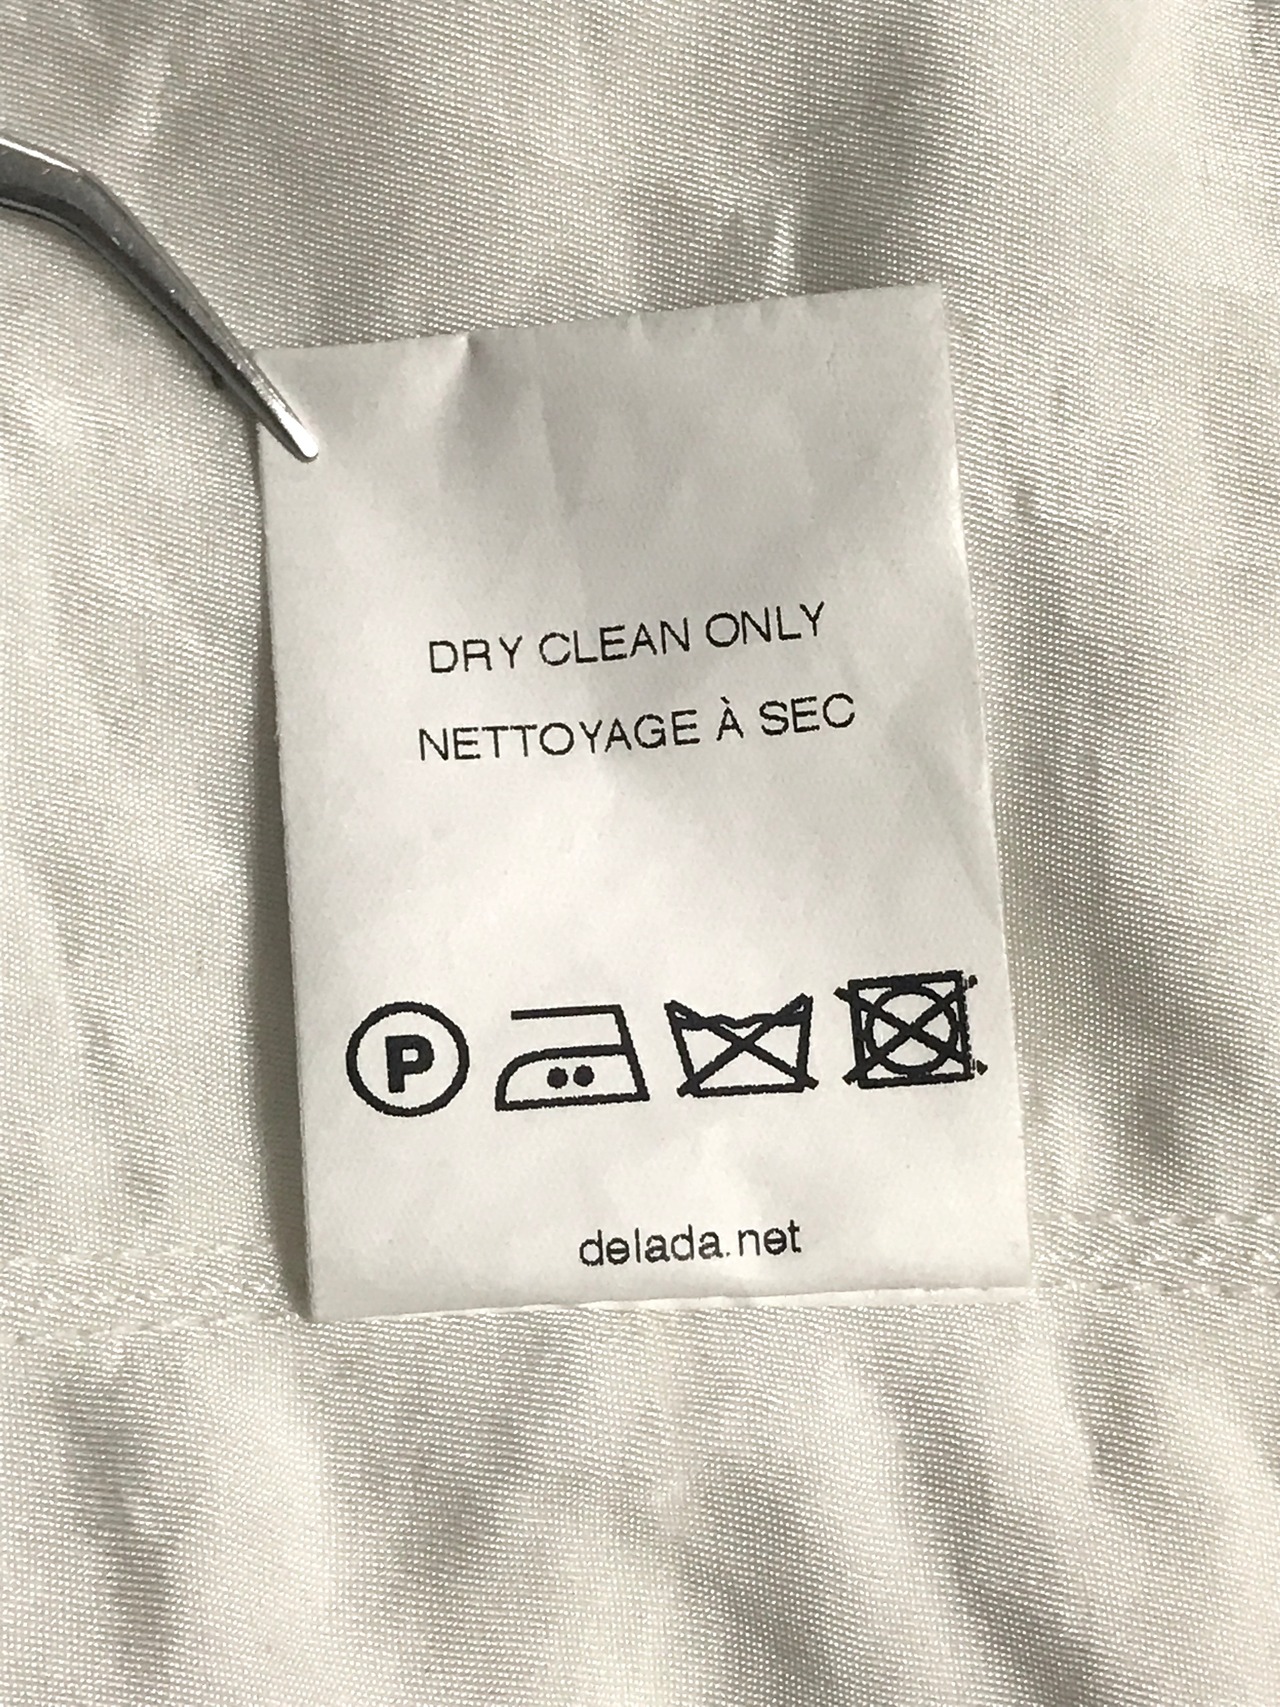 DRY CLEAN ONLY
NETTOYAGE À SEC
P
delada.net